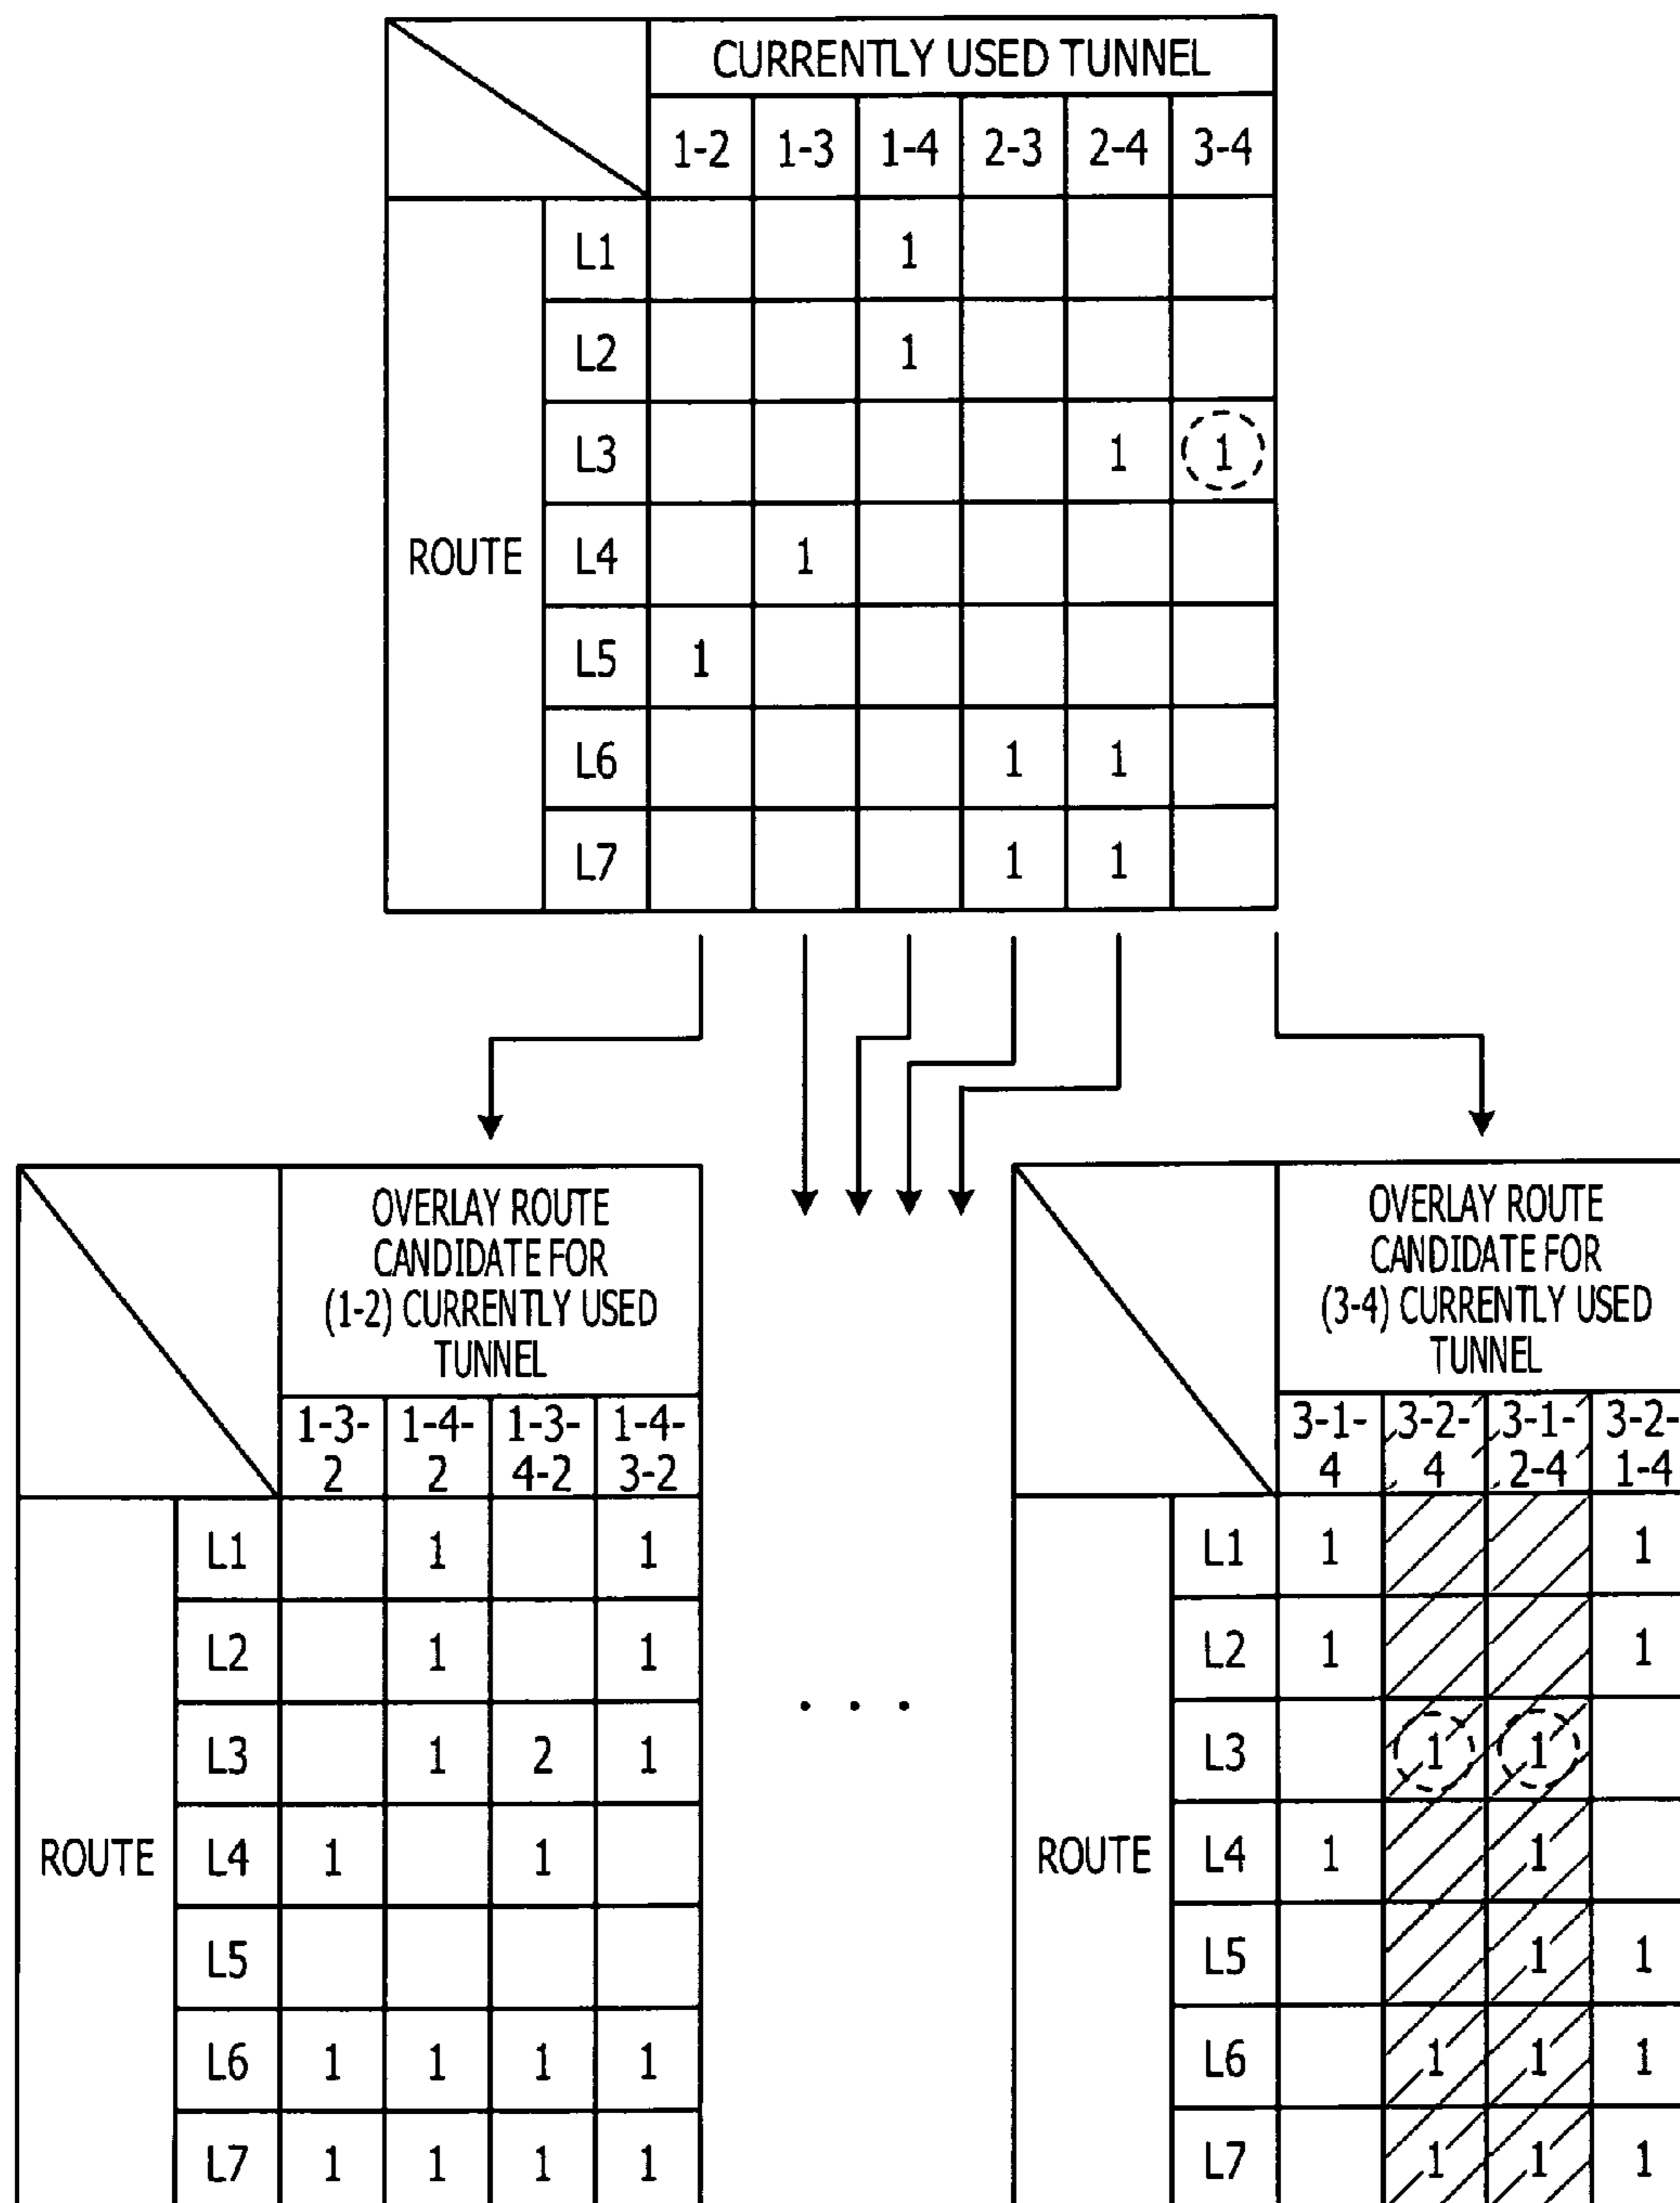 CURRENTLY USED TUNNEL
1-2 1-3 1-4 2-3 2-4 3-4
L1 1
L2 1
L3 1 1
ROUTE L4 1
L5 1
L6 1 1
L7 1 1
OVERLAY ROUTE
CANDIDATE FOR
(1-2) CURRENTLY USED
TUNNEL
1-3- 1-4- 1-3- 1-4-
2 2 4-2 3-2
L1 1 1
L2 1 1
L3 1 2 1
ROUTE L4 1 1
L5
L6 1 1 1 1
L7 1 1 1 1
. . .
OVERLAY ROUTE
CANDIDATE FOR
(3-4) CURRENTLY USED
TUNNEL
3-1- 3-2- 3-1- 3-2-
4 4 2-4 1-4
L1 1 1
L2 1 1
L3 1 1
ROUTE L4 1 1
L5 1 1
L6 1 1 1
L7 1 1 1